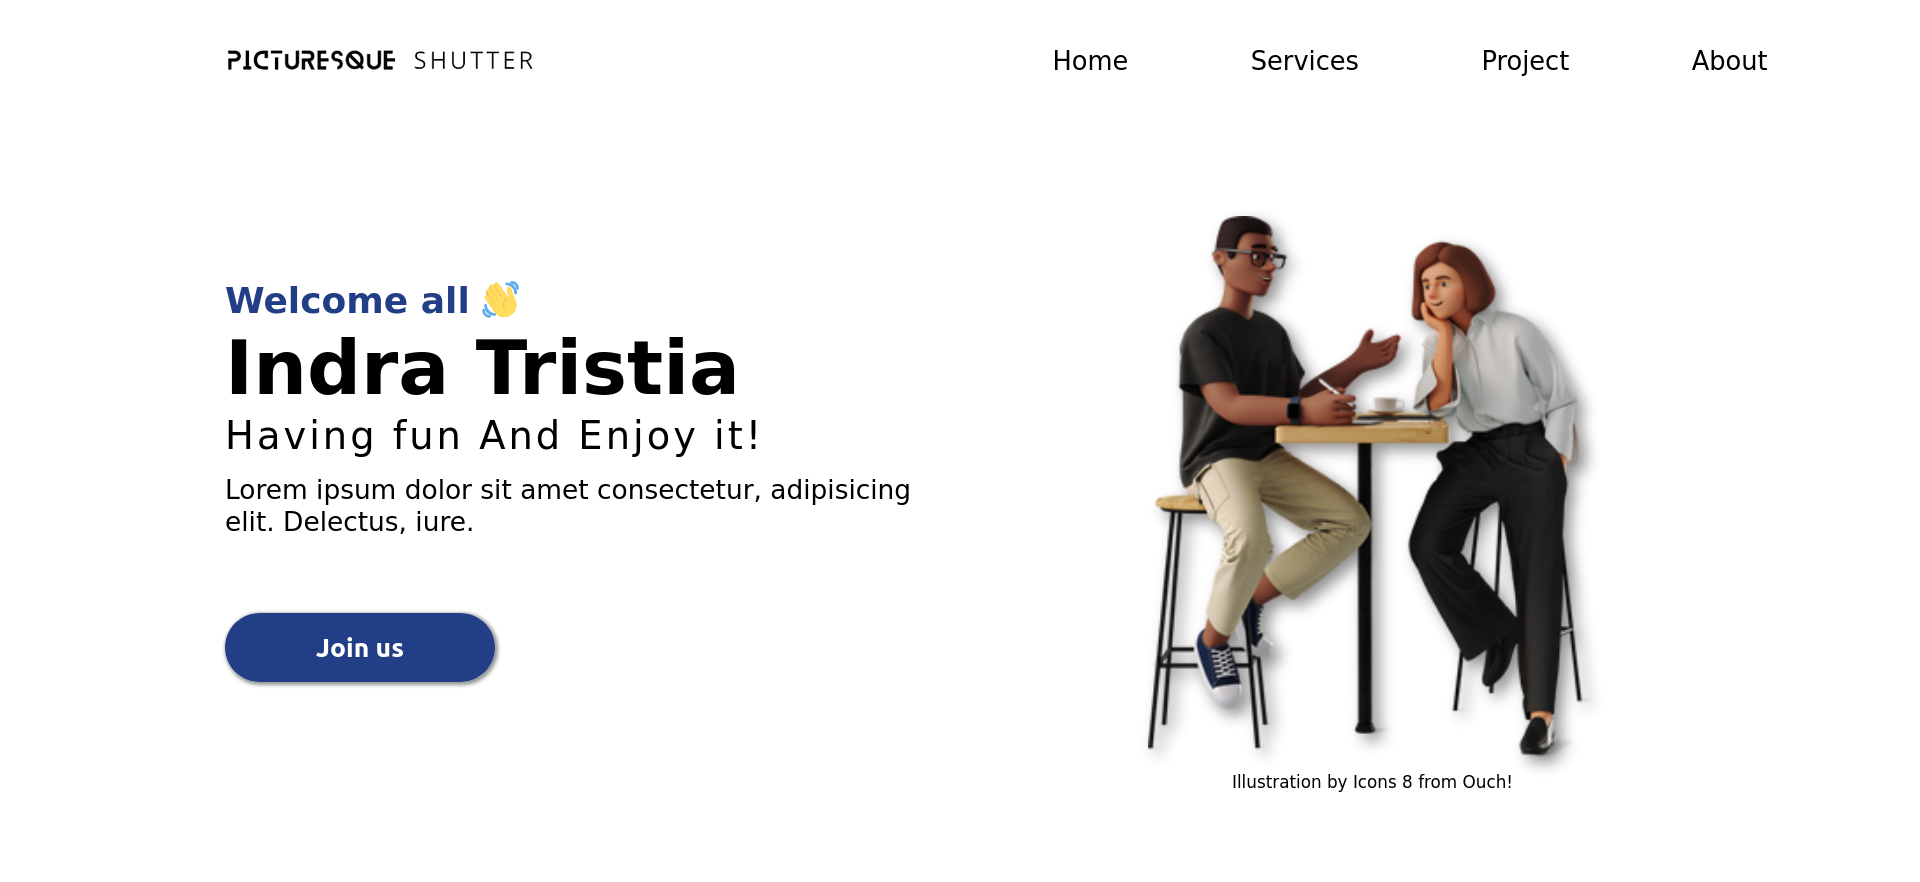 PICTURESQUE SHUTTER
Home Services Project About
Welcome all 👋
Indra Tristia
Having fun And Enjoy it!
Lorem ipsum dolor sit amet consectetur, adipisicing
elit. Delectus, iure.
Join us
Illustration by Icons 8 from Ouch!